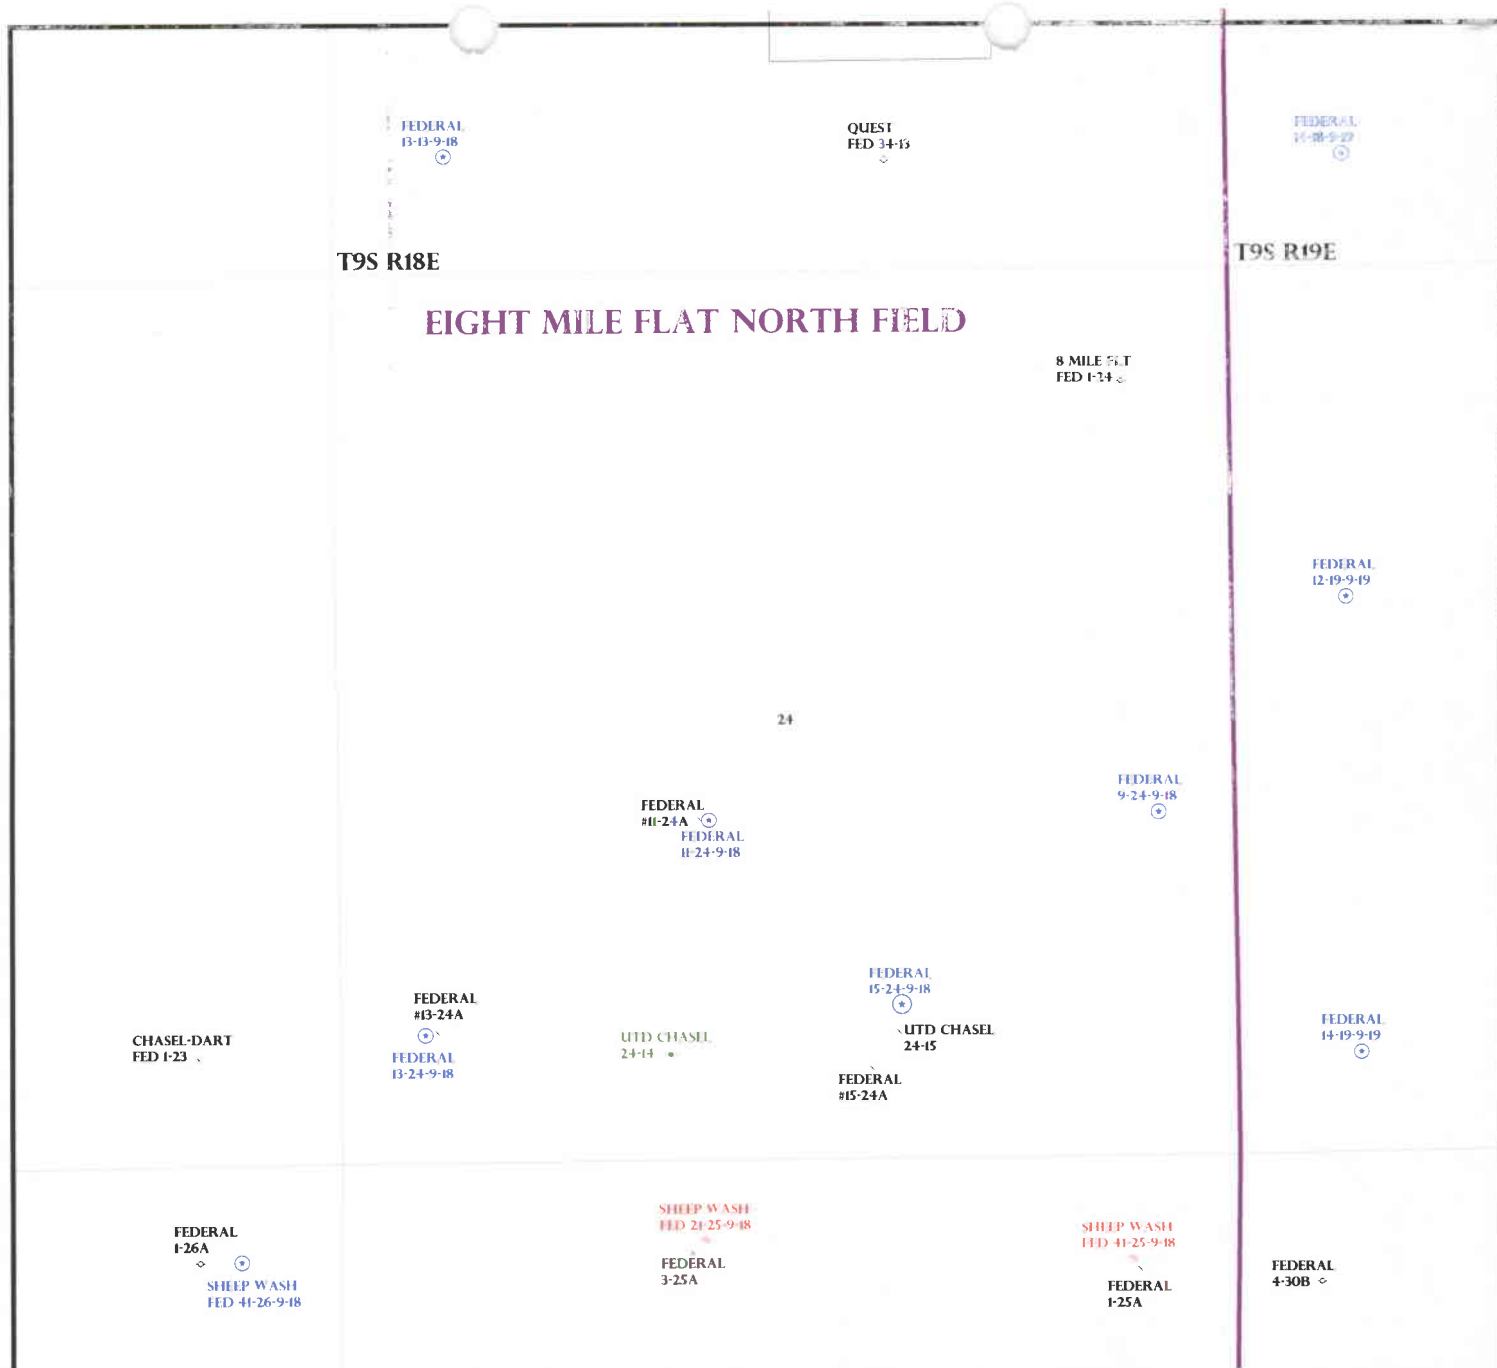 FEDERAL
13-13-9-18
QUEST
FED 34-13
FEDERAL
T9S R18E
T9S R19E
EIGHT MILE FLAT NORTH FIELD
8 MILE FLT
FED 1-24
FEDERAL
12-19-9-19
24
FEDERAL
9-24-9-18
FEDERAL
#11-24A
FEDERAL
11-24-9-18
FEDERAL
15-24-9-18
FEDERAL
#13-24A
FEDERAL
13-24-9-18
CHASEL-DART
FED 1-23
UTD CHASEL
24-14
UTD CHASEL
24-15
FEDERAL
#15-24A
FEDERAL
14-19-9-19
SHEEP WASH
FED 21-25-9-18
FEDERAL
3-25A
SHEEP WASH
FED 41-25-9-18
FEDERAL
1-25A
FEDERAL
1-26A
SHEEP WASH
FED 41-26-9-18
FEDERAL
4-30B